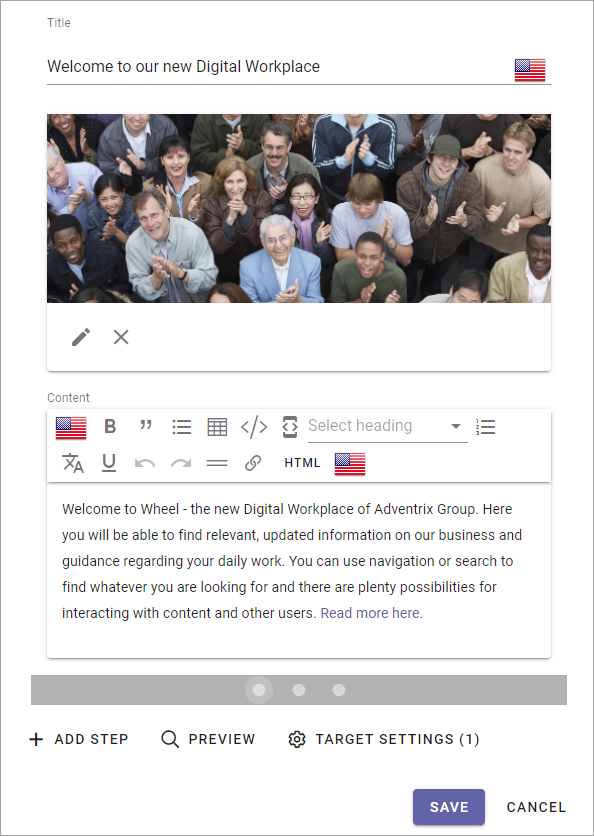 Title
Welcome to our new Digital Workplace
Content
B
Select heading
U
HTML
Welcome to Wheel - the new Digital Workplace of Adventrix Group. Here
you will be able to find relevant, updated information on our business and
guidance regarding your daily work. You can use navigation or search to
find whatever you are looking for and there are plenty possibilities for
interacting with content and other users. Read more here.
ADD STEP PREVIEW TARGET SETTINGS (1)
SAVE CANCEL